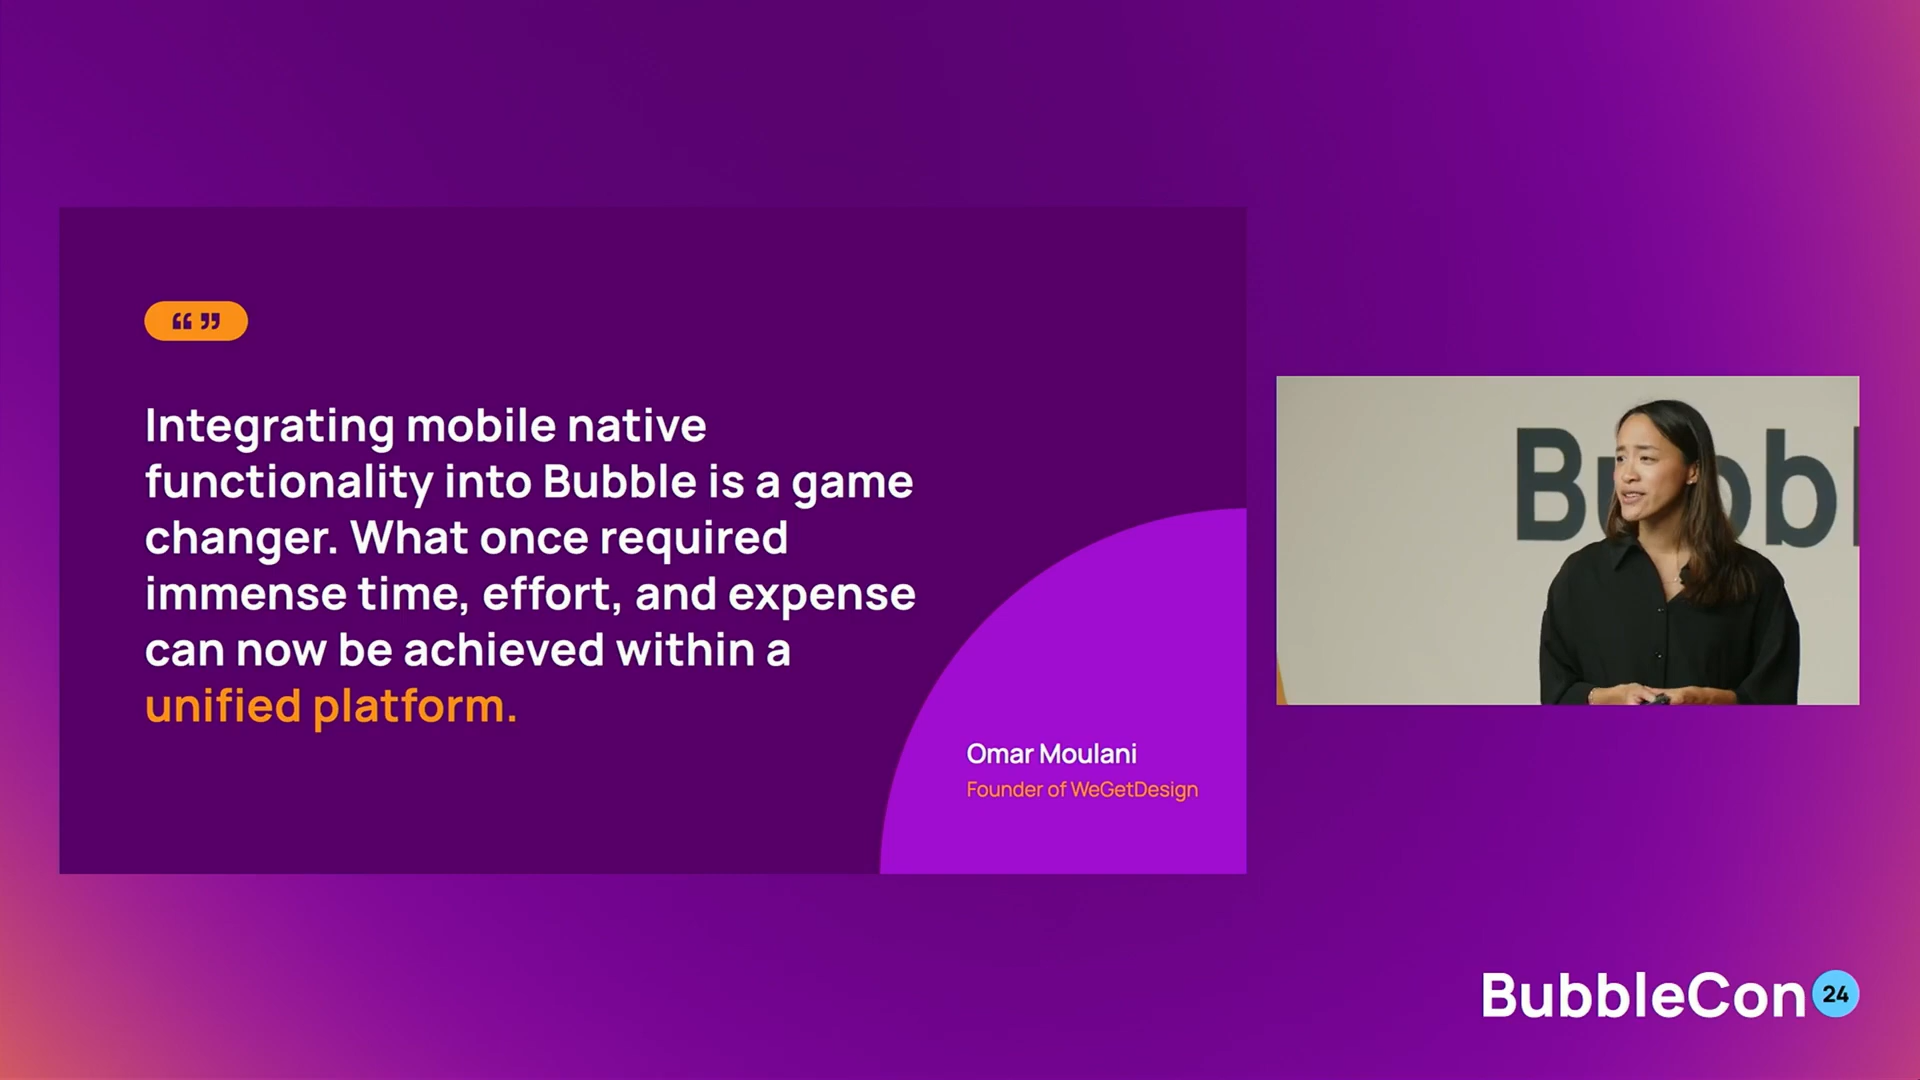 “ ”
Integrating mobile native
functionality into Bubble is a game
changer. What once required
immense time, effort, and expense
can now be achieved within a
unified platform.
Omar Moulani
Founder of WeGetDesign
BubbleCon 24